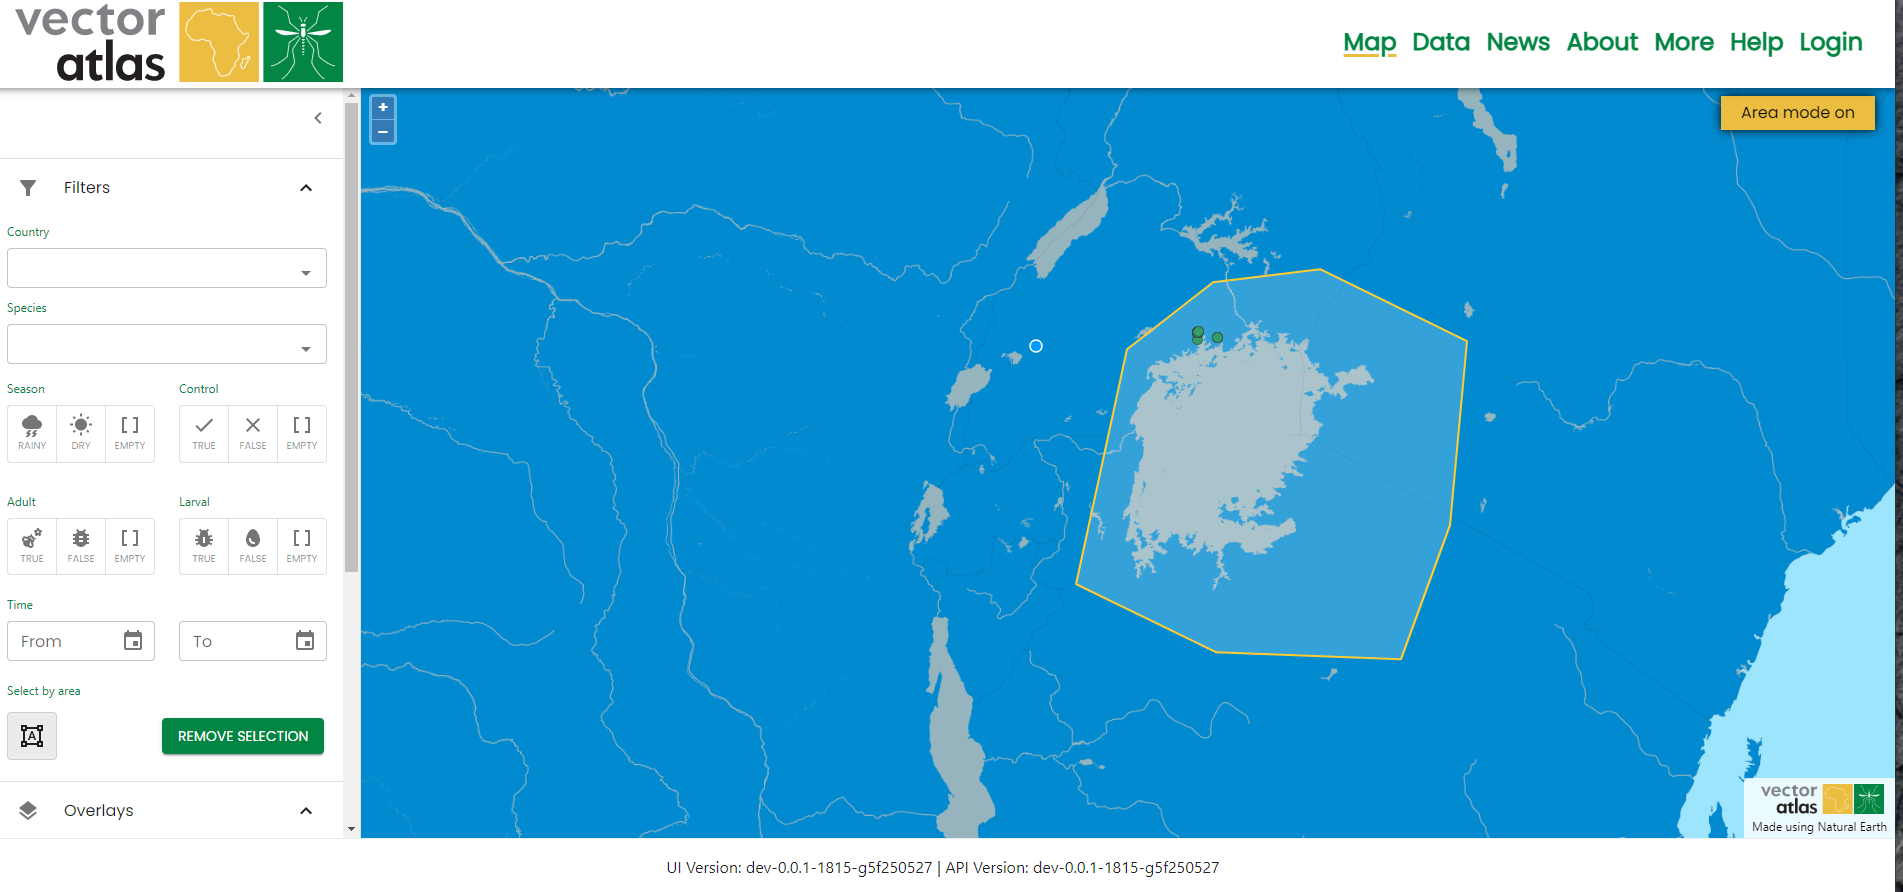 vector
atlas
Map Data News About More Help Login
+
−
Area mode on
Filters
Country
Species
Season Control
RAINY DRY EMPTY TRUE FALSE EMPTY
Adult Larval
TRUE FALSE EMPTY TRUE FALSE EMPTY
Time
From To
Select by area
A REMOVE SELECTION
Overlays
vector
atlas
Made using Natural Earth
UI Version: dev-0.0.1-1815-g5f250527 | API Version: dev-0.0.1-1815-g5f250527